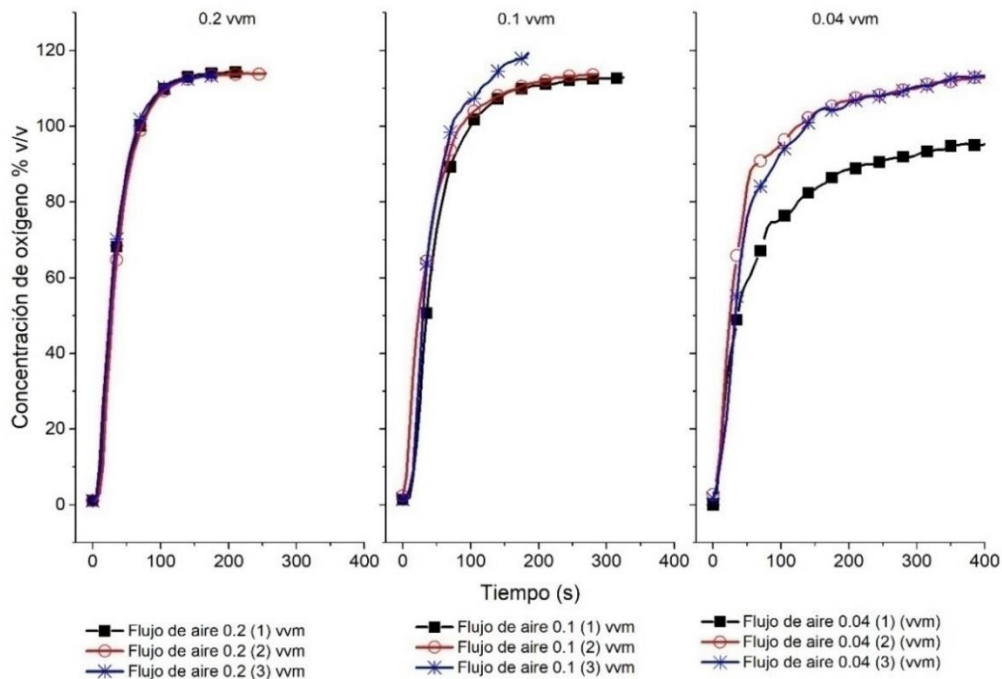 0.2 vvm
0.1 vvm
0.04 vvm
Concentración de oxígeno % v/v
120
100
80
60
40
20
0
0 100 200 300 400
0 100 200 300 400
0 100 200 300 400
Tiempo (s)
Flujo de aire 0.2 (1) vvm
Flujo de aire 0.2 (2) vvm
Flujo de aire 0.2 (3) vvm
Flujo de aire 0.1 (1) vvm
Flujo de aire 0.1 (2) vvm
Flujo de aire 0.1 (3) vvm
Flujo de aire 0.04 (1) (vvm)
Flujo de aire 0.04 (2) (vvm)
Flujo de aire 0.04 (3) (vvm)